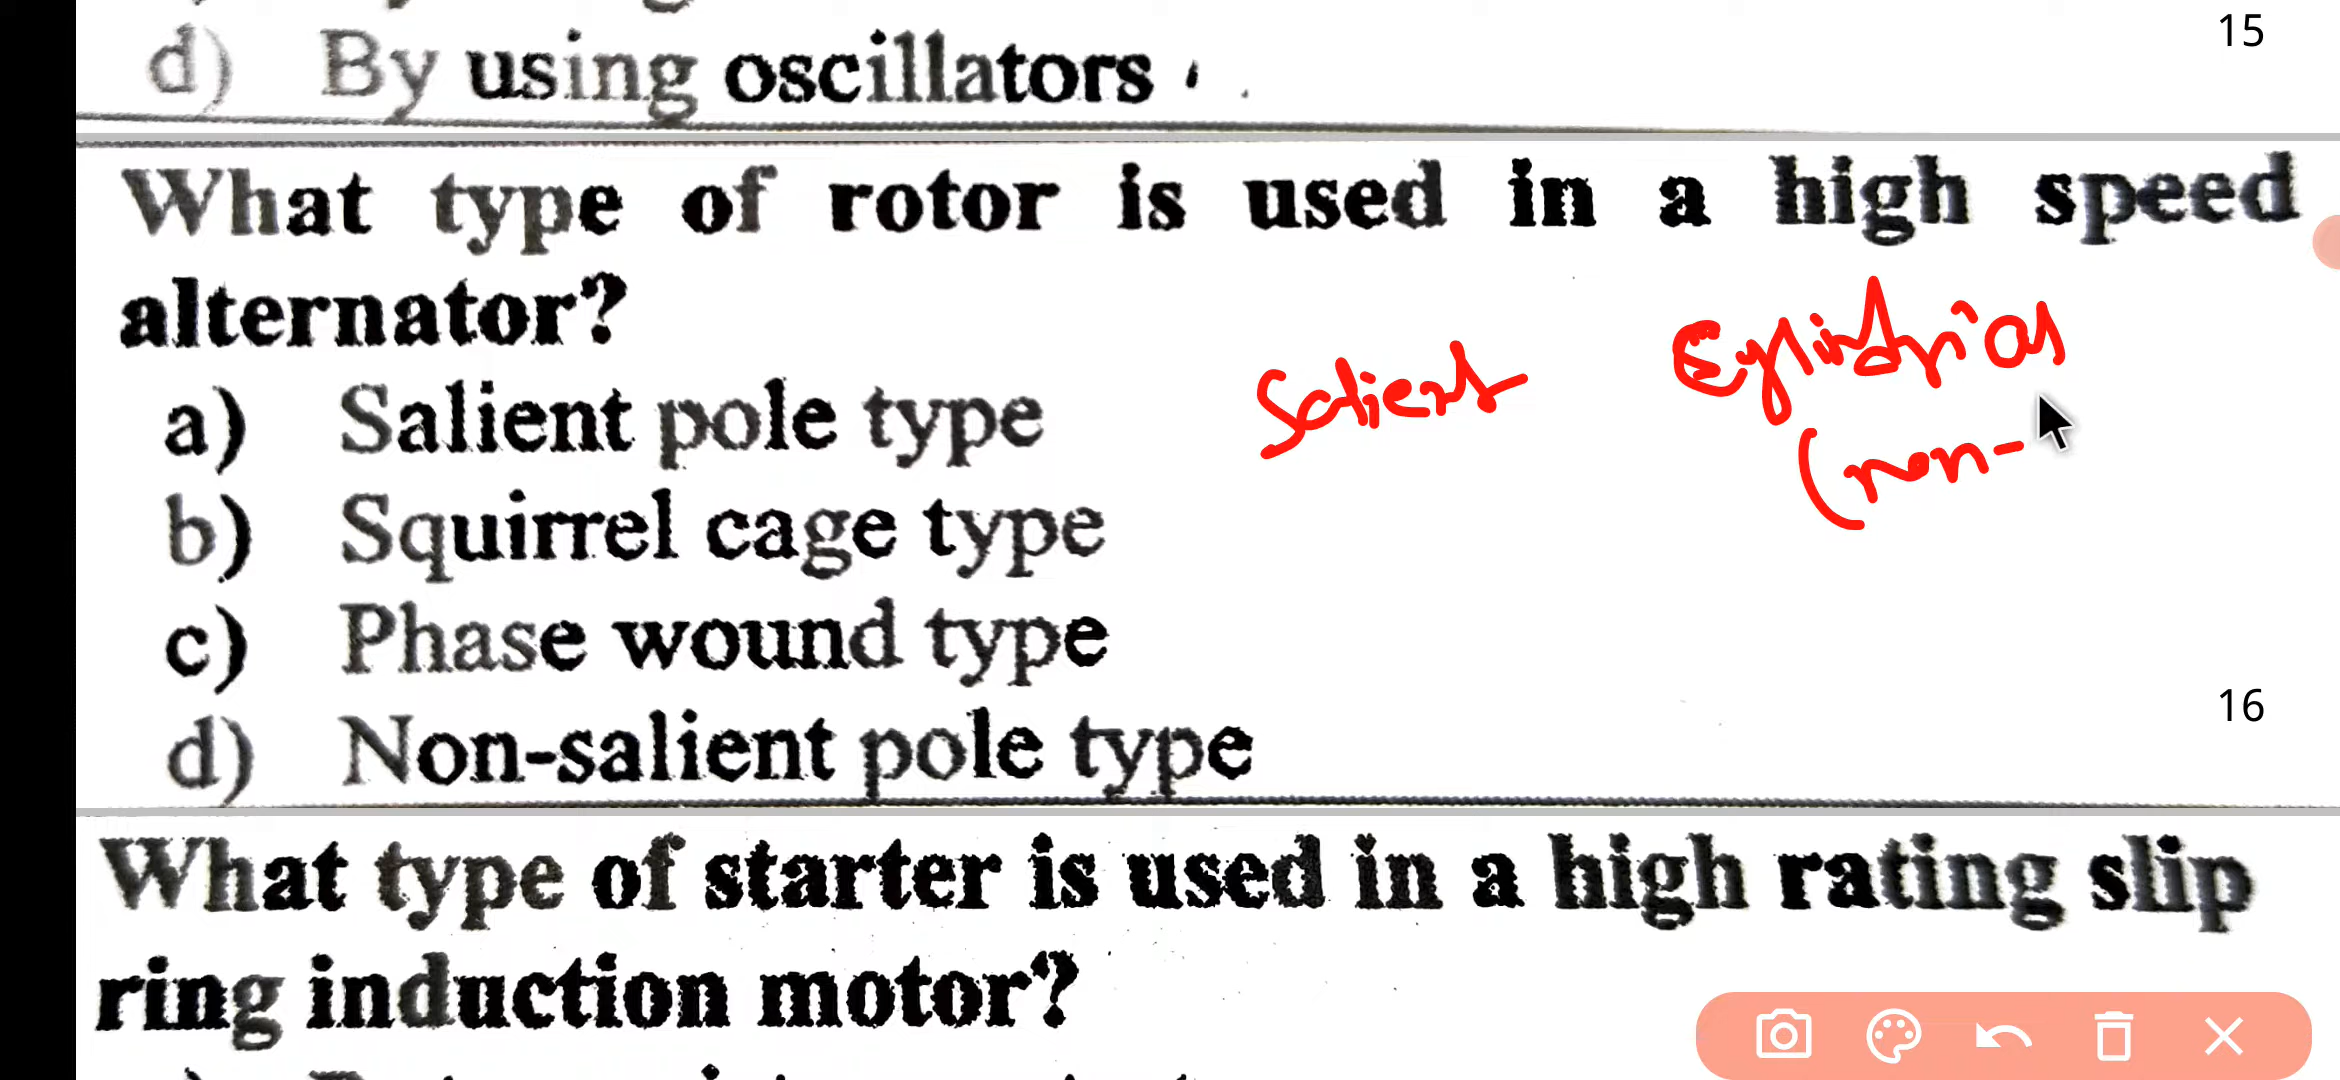 d) By using oscillators
15
What type of rotor is used in a high speed
alternator?
a) Salient pole type
b) Squirrel cage type
c) Phase wound type
d) Non-salient pole type
Salient
Cylindrical
(non-
16
What type of starter is used in a high rating slip
ring induction motor?